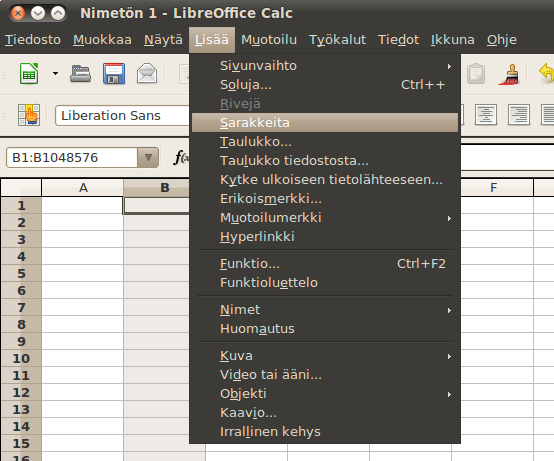 Nimetön 1 - LibreOffice Calc
Tiedosto Muokkaa Näytä Lisää Muotoilu Työkalut Tiedot Ikkuna Ohje
Sivunvaihto
Soluja... Ctrl++
Rivejä
Liberation Sans
Sarakkeita
Taulukko...
B1:B1048576
Taulukko tiedostosta...
Kytke ulkoiseen tietolähteeseen...
A B F
Erikoismerkki...
1
Muotoilumerkki
2
Hyperlinkki
3
4
Funktio... Ctrl+F2
5
Funktioluettelo
6
7
Nimet
8
Huomautus
9
10
Kuva
11
Video tai ääni...
12
Objekti
13
Kaavio...
14
Irrallinen kehys
15